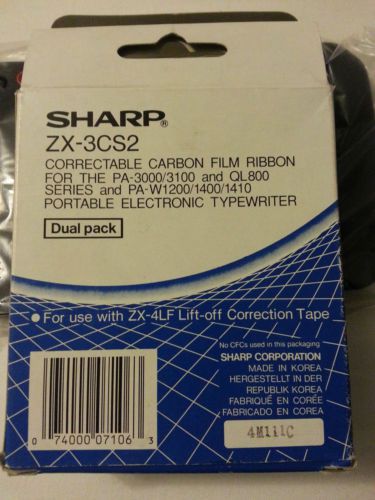 SHARP®
ZX-3CS2
CORRECTABLE CARBON FILM RIBBON
FOR THE PA-3000/3100 and QL800
SERIES and PA-W1200/1400/1410
PORTABLE ELECTRONIC TYPEWRITER
Dual pack
● For use with ZX-4LF Lift-off Correction Tape
No CFCs used in this packaging
SHARP CORPORATION
MADE IN KOREA
HERGESTELLT IN DER
REPUBLIK KOREA
FABRIQUÉ EN CORÉE
FABRICADO EN COREA
0 74000 07106 3
4M111C